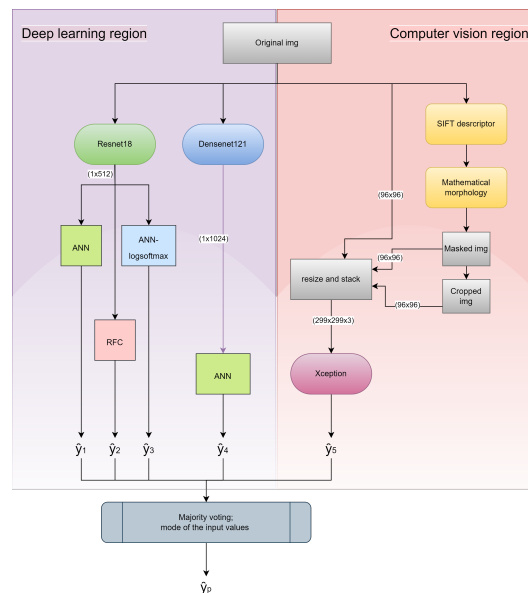 Deep learning region
Original img
Computer vision region
Resnet18
Densenet121
SIFT desrcriptor
(1x512)
Mathematical
morphology
(96x96)
ANN
ANN-
logsoftmax
(1x1024)
Masked img
(96x96)
resize and stack
Cropped
img
(96x96)
(299x299x3)
RFC
ANN
Xception
ŷ1
ŷ2
ŷ3
ŷ4
ŷ5
Majority voting;
mode of the input values
ŷp